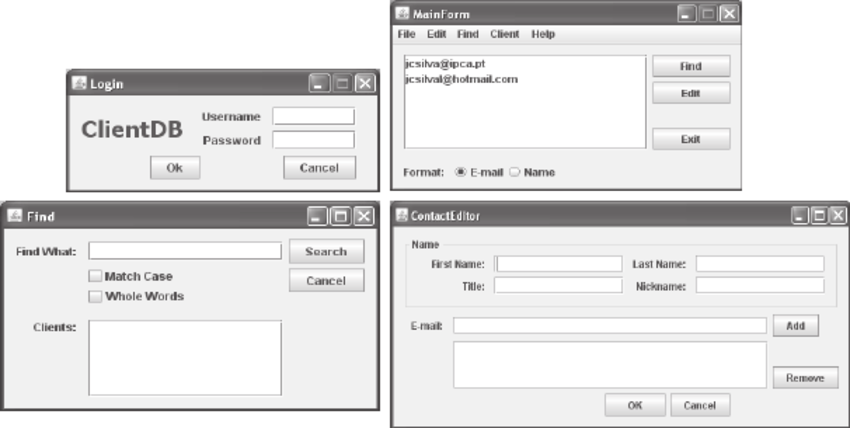 Login
ClientDB
Username
Password
Ok Cancel
MainForm
File Edit Find Client Help
jcsilva@ipca.pt
jcsilval@hotmail.com
Find
Edit
Exit
Format: E-mail Name
Find
Find What: Search
Match Case Cancel
Whole Words
Clients:
ContactEditor
Name
First Name: Last Name:
Title: Nickname:
E-mail: Add
Remove
OK Cancel